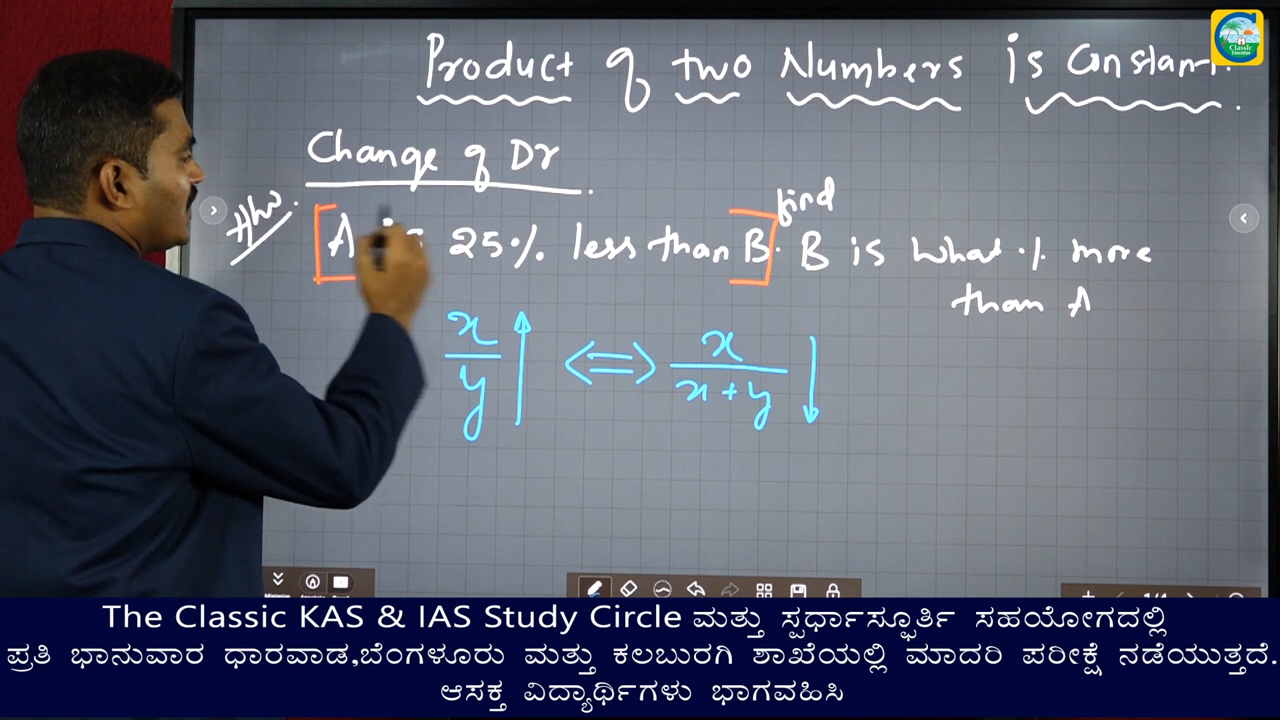 Product of two Numbers is Constant.
Change of Dr
H/w.
find
[A is 25% less than B]. B is what % more
than A
x/y ↑ <=> x/(x+y) ↓
Classic
Education
The Classic KAS & IAS Study Circle ಮತ್ತು ಸ್ಪರ್ಧಾಸ್ಫೂರ್ತಿ ಸಹಯೋಗದಲ್ಲಿ
ಪ್ರತಿ ಭಾನುವಾರ ಧಾರವಾಡ,ಬೆಂಗಳೂರು ಮತ್ತು ಕಲಬುರಗಿ ಶಾಖೆಯಲ್ಲಿ ಮಾದರಿ ಪರೀಕ್ಷೆ ನಡೆಯುತ್ತದೆ.
ಆಸಕ್ತ ವಿದ್ಯಾರ್ಥಿಗಳು ಭಾಗವಹಿಸಿ